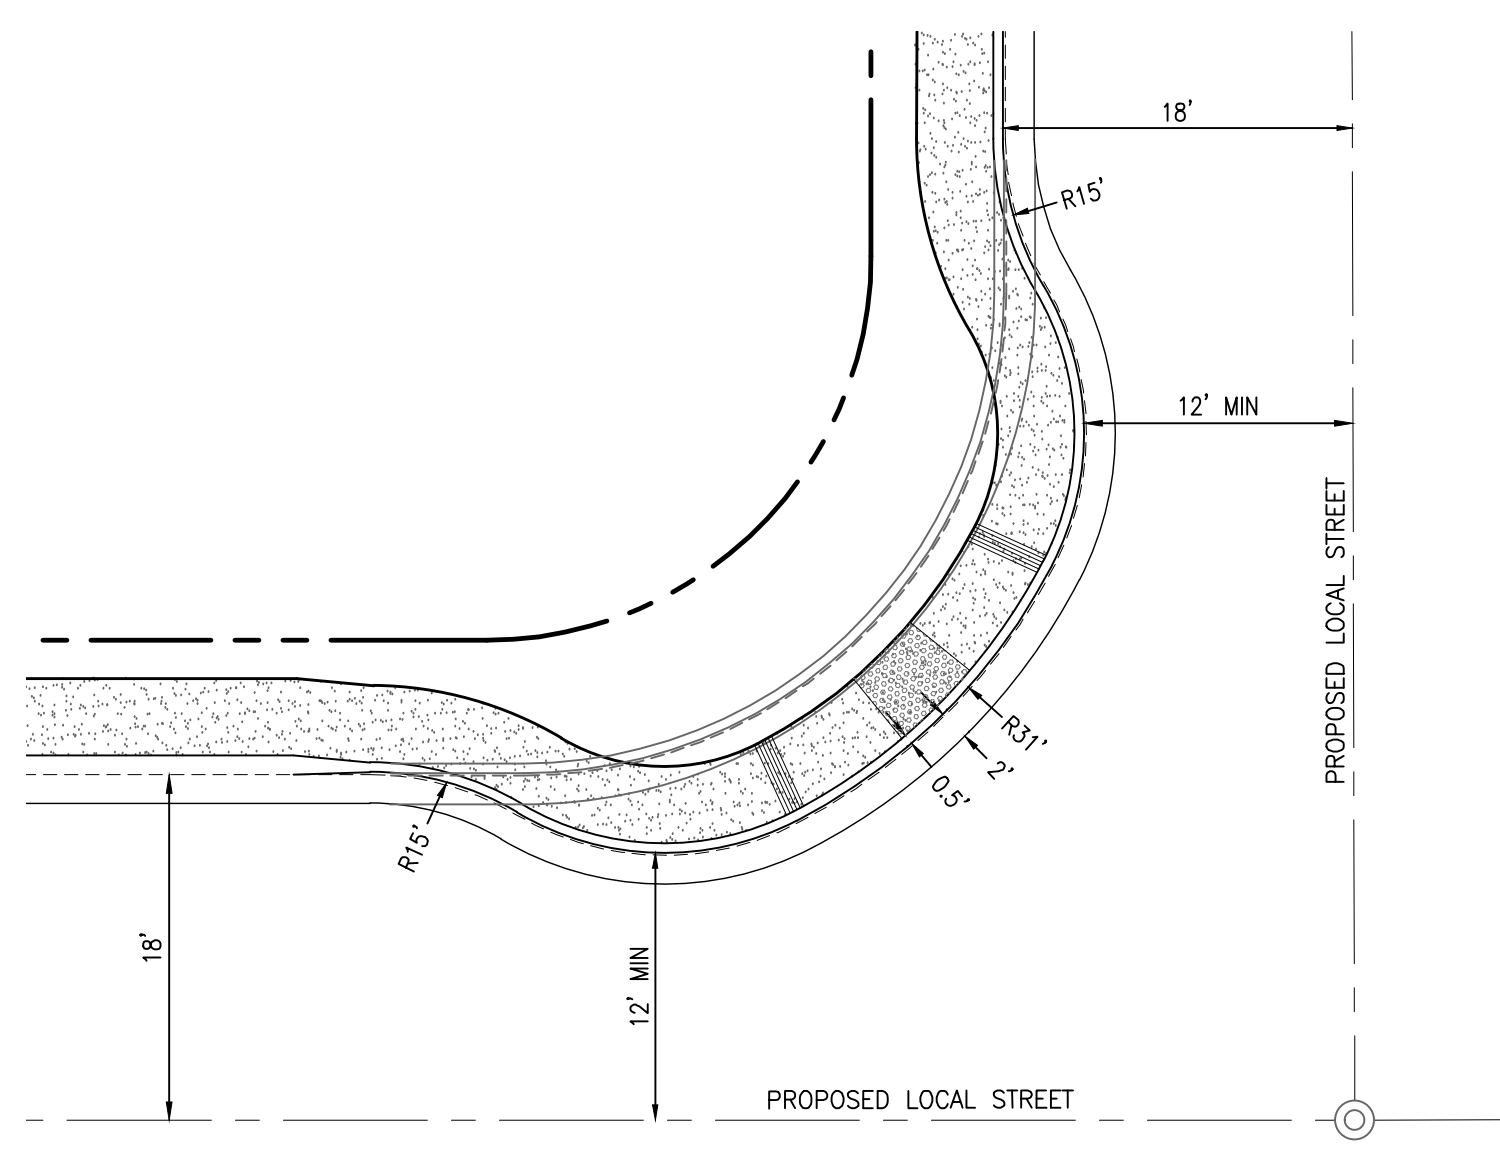 18'
R15'
12' MIN
PROPOSED LOCAL STREET
R31'
2'
0.5'
R15'
18'
12' MIN
PROPOSED LOCAL STREET